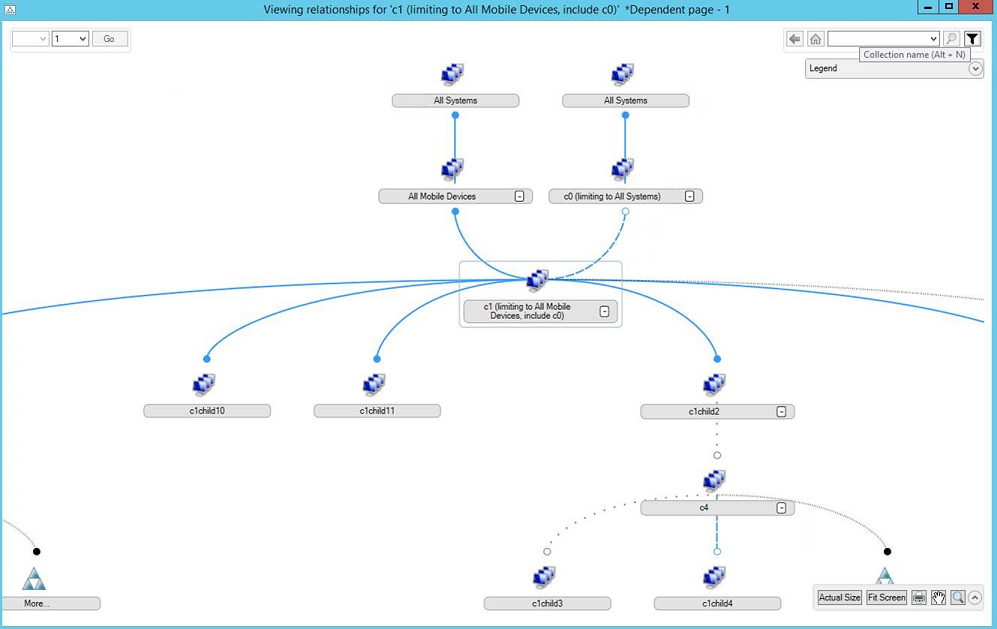 Viewing relationships for 'c1 (limiting to All Mobile Devices, include c0)' *Dependent page - 1
1
Go
Collection name (Alt + N)
Legend
All Systems
All Systems
All Mobile Devices
c0 (limiting to All Systems)
c1 (limiting to All Mobile
Devices, include c0)
c1child10
c1child11
c1child2
c4
More...
c1child3
c1child4
Actual Size
Fit Screen